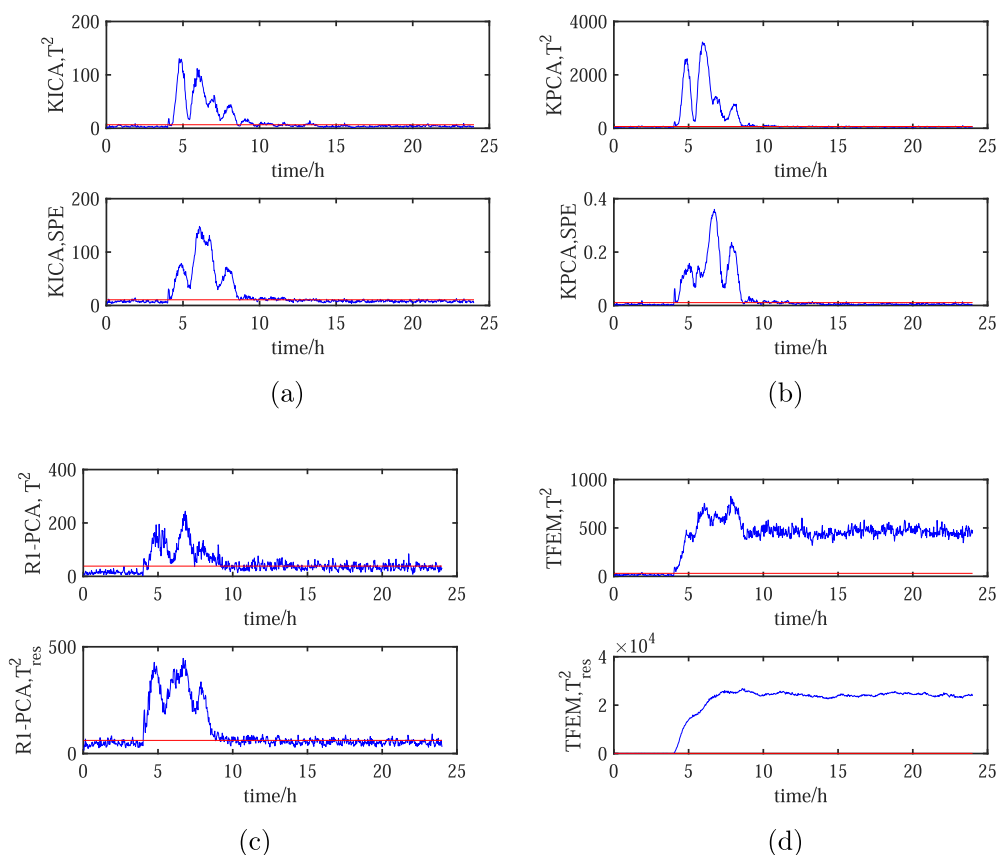 200
100
0
KICA,T²
0 5 10 15 20 25
time/h
4000
2000
0
KPCA,T²
0 5 10 15 20 25
time/h
200
100
0
KICA,SPE
0 5 10 15 20 25
time/h
0.4
0.2
0
KPCA,SPE
0 5 10 15 20 25
time/h
(a)
(b)
400
200
0
R1-PCA, T²
0 5 10 15 20 25
time/h
1000
500
0
TFEM,T²
0 5 10 15 20 25
time/h
500
0
R1-PCA,T²res
0 5 10 15 20 25
time/h
×10⁴
4
2
0
TFEM,T²res
0 5 10 15 20 25
time/h
(c)
(d)